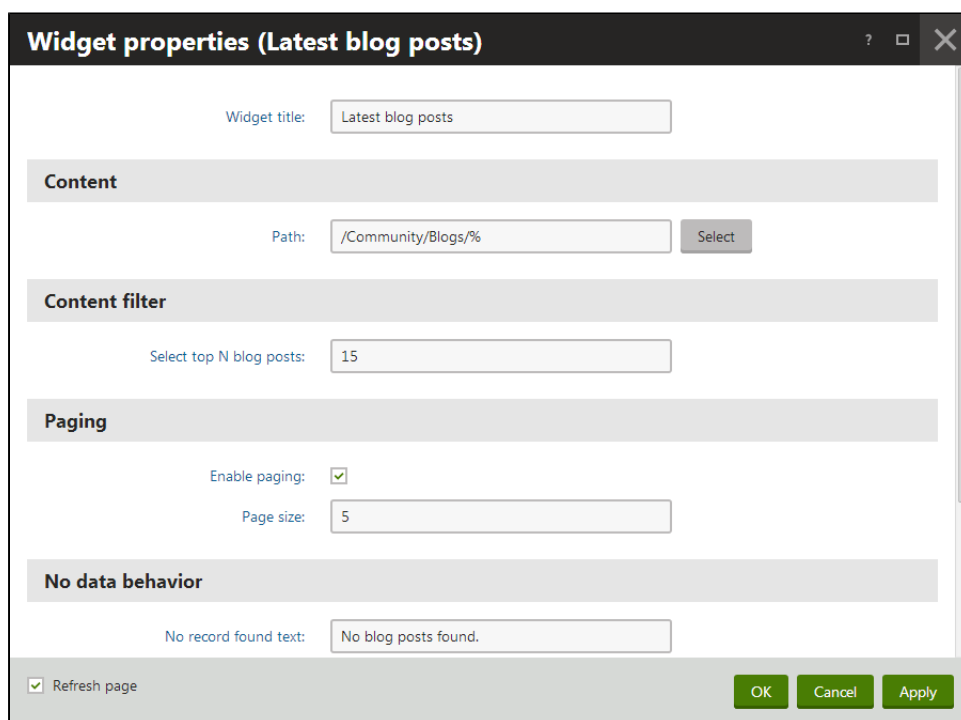 Widget properties (Latest blog posts) ?
Widget title: Latest blog posts
Content
Path: /Community/Blogs/% Select
Content filter
Select top N blog posts: 15
Paging
Enable paging:
Page size: 5
No data behavior
No record found text: No blog posts found.
Refresh page OK Cancel Apply